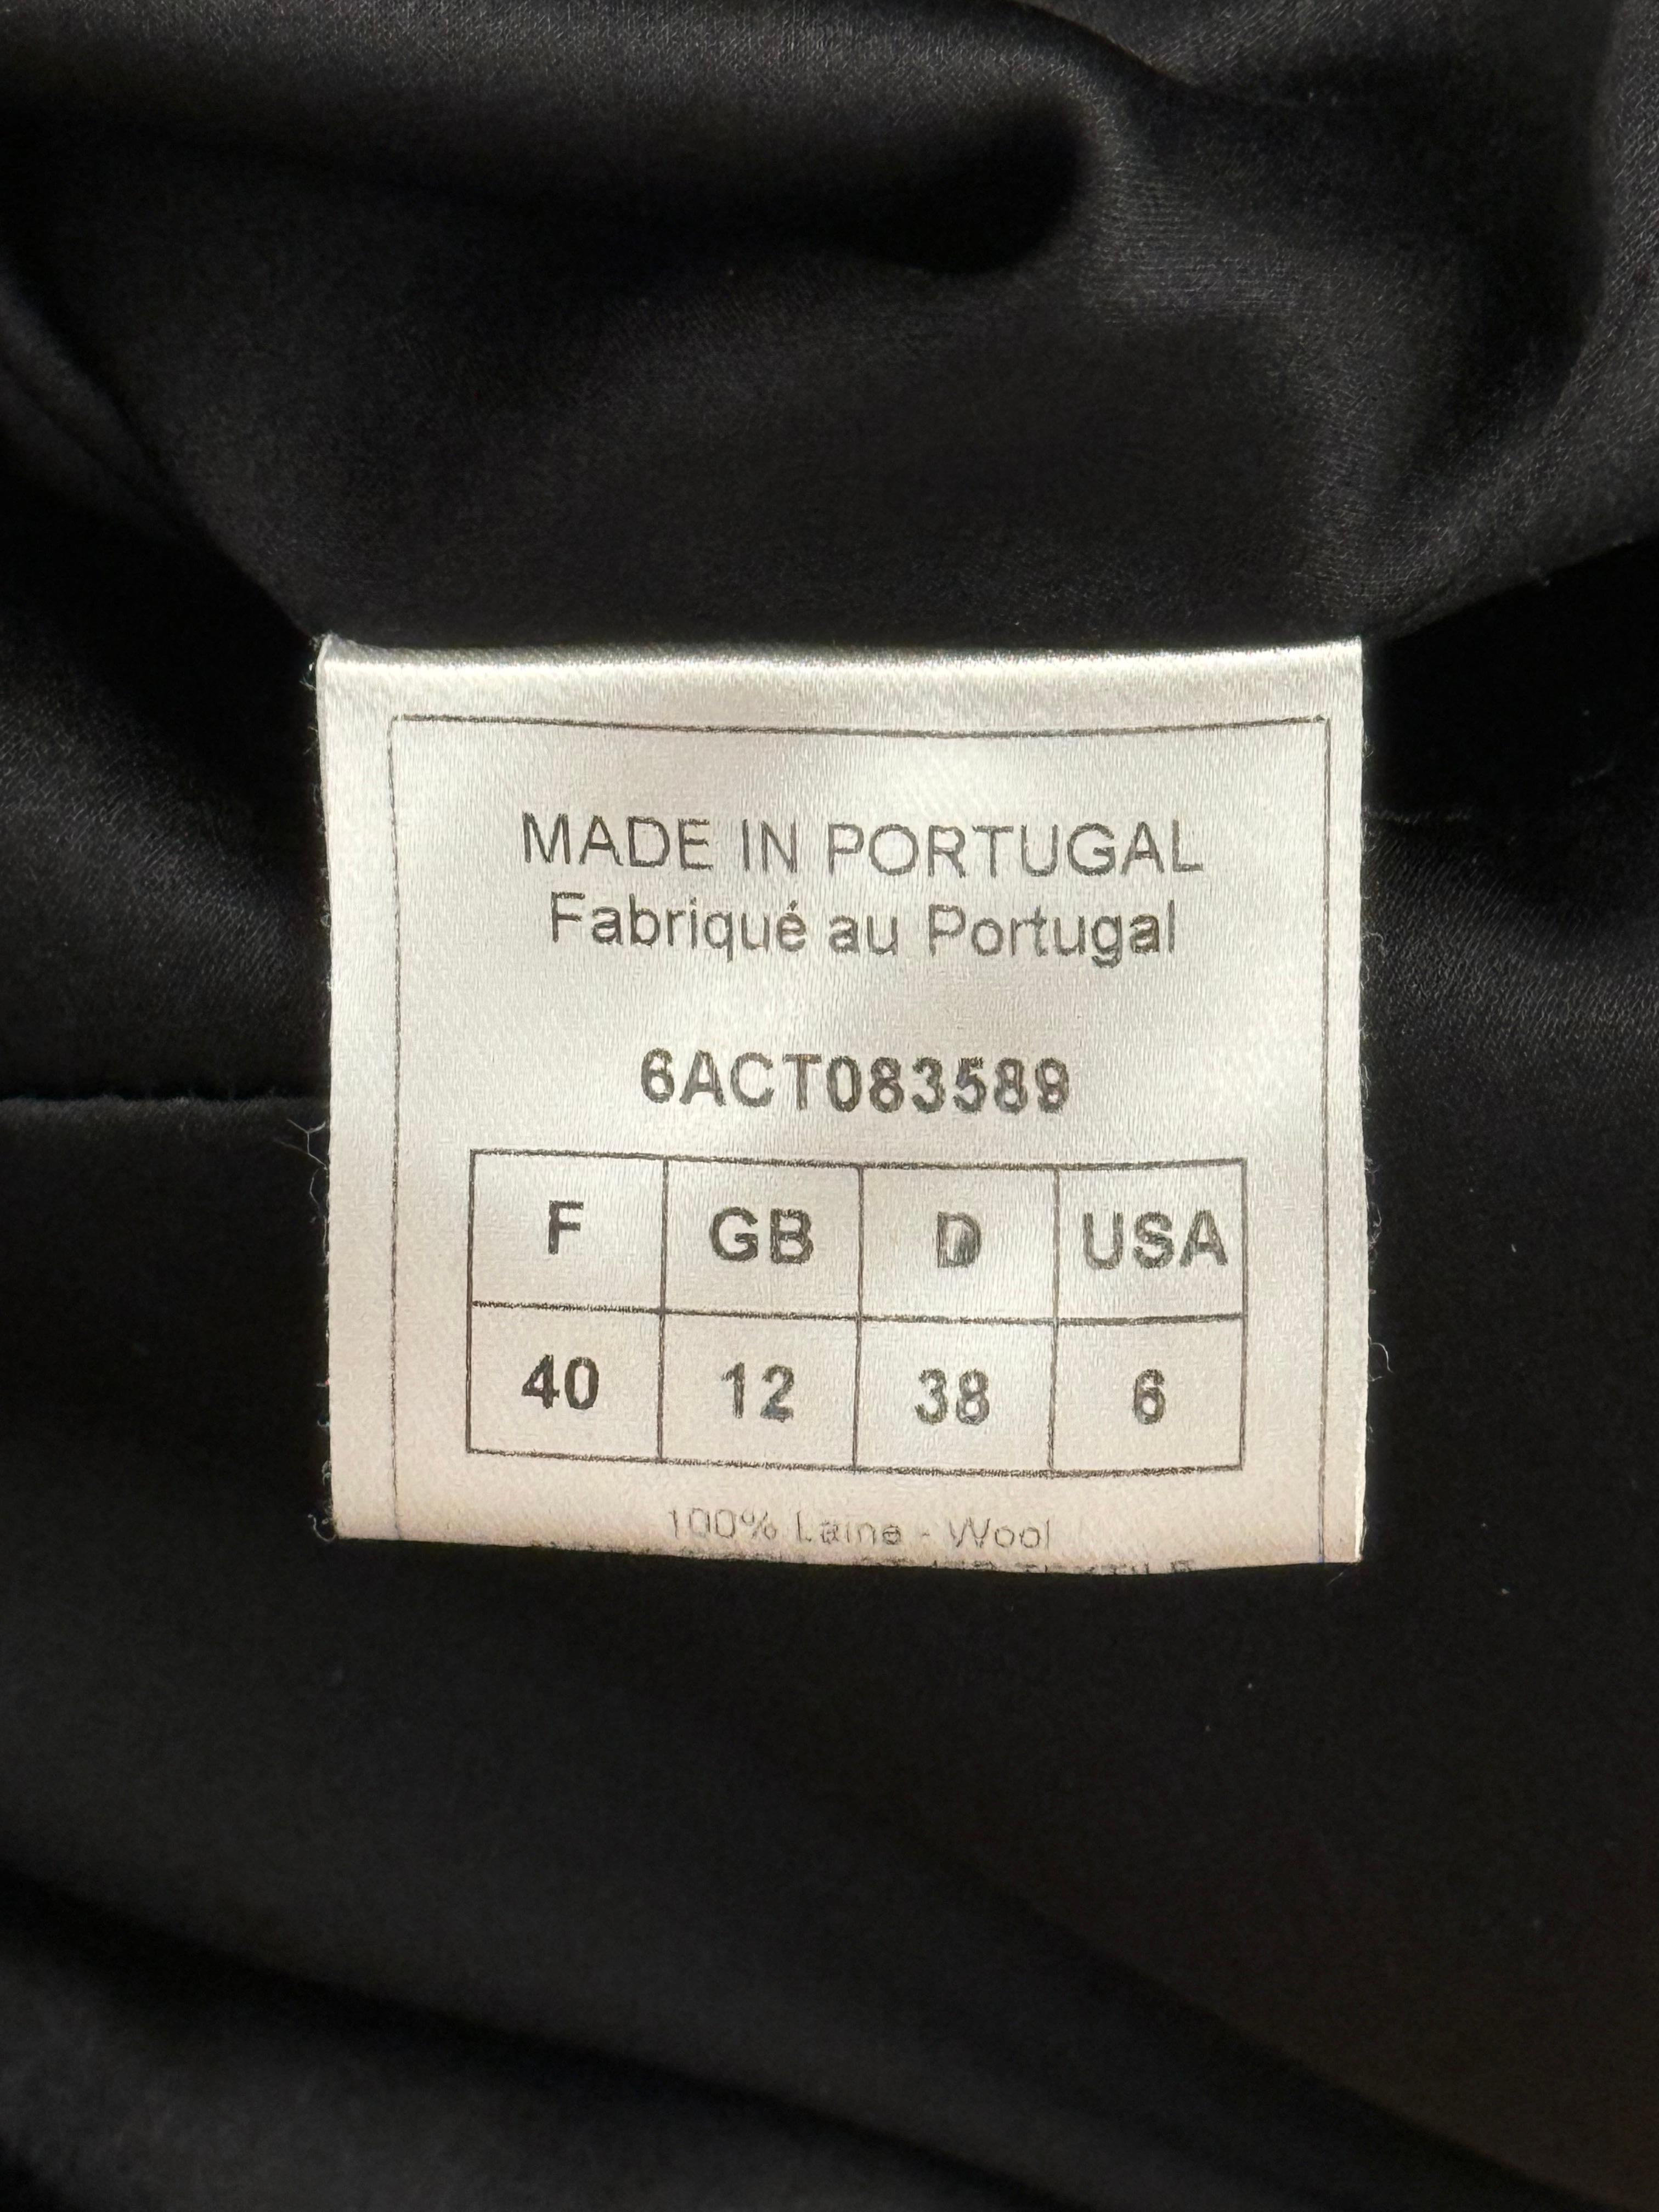 MADE IN PORTUGAL
Fabriqué au Portugal
6ACT083589
F GB D USA
40 12 38 6
100% Laine - Wool